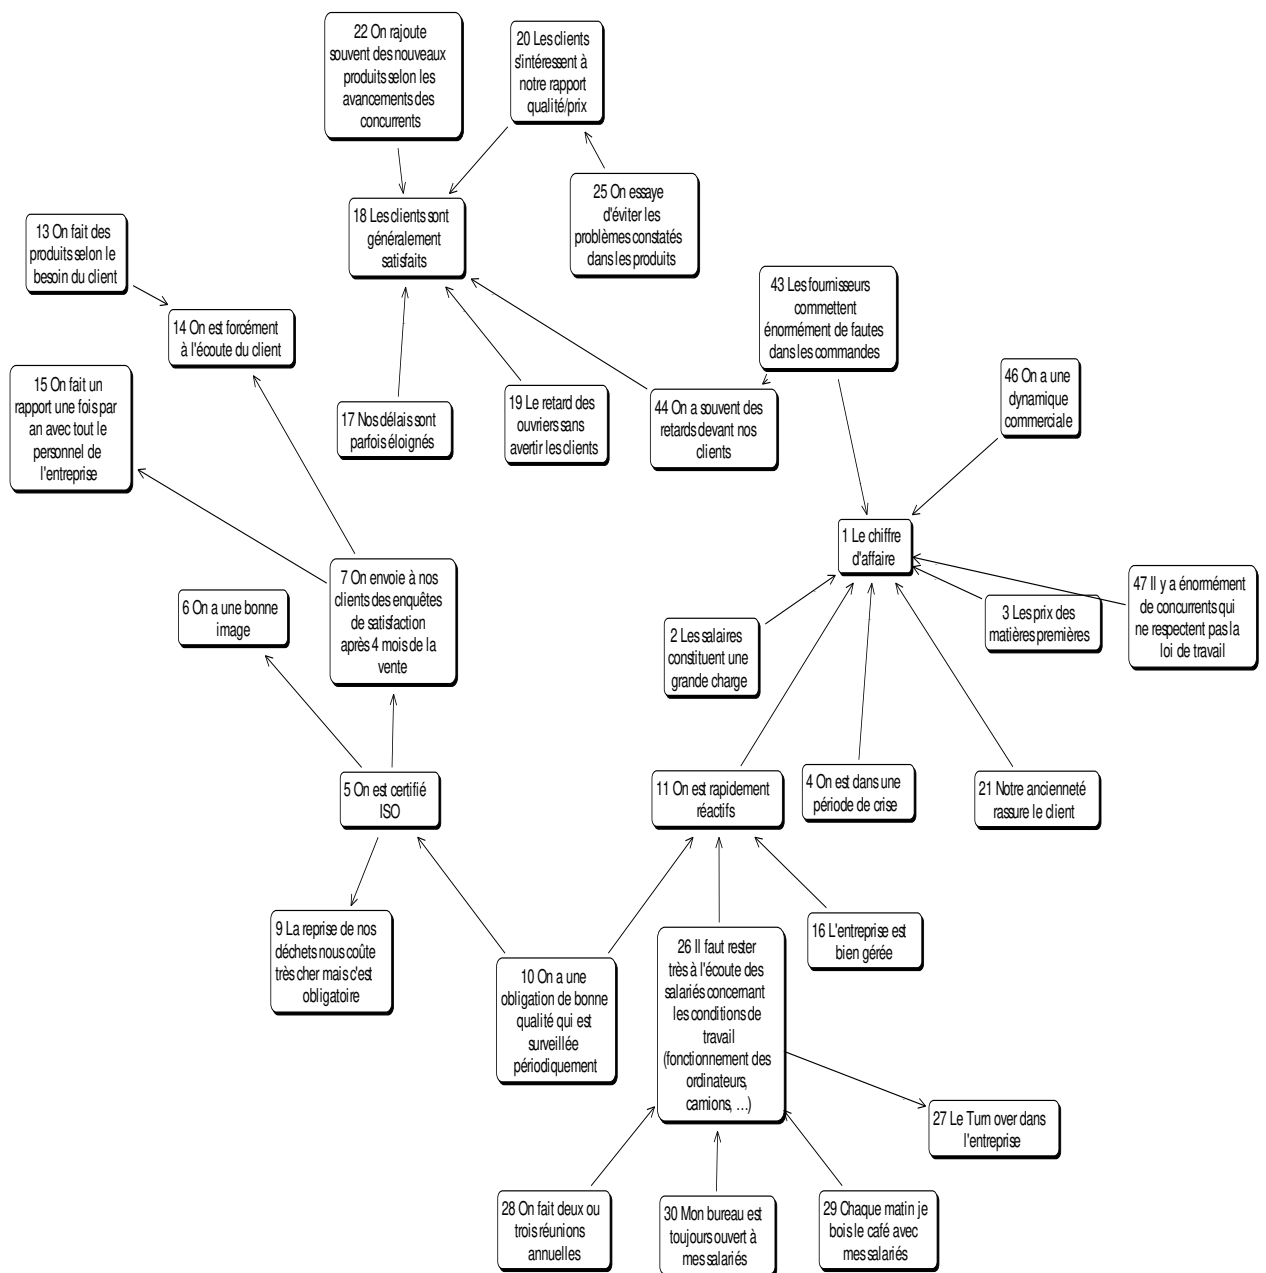 22 On rajoute
souvent des nouveaux
produits selon les
avancements des
concurrents
20 Les clients
s'intéressent à
notre rapport
qualité/prix
25 On essaye
d'éviter les
problèmes constatés
dans les produits
18 Les clients sont
généralement
satisfaits
13 On fait des
produits selon le
besoin du client
14 On est forcément
à l'écoute du client
15 On fait un
rapport une fois par
an avec tout le
personnel de
l'entreprise
17 Nos délais sont
parfois éloignés
19 Le retard des
ouvriers sans
avertir les clients
43 Les fournisseurs
commettent
énormément de fautes
dans les commandes
44 On a souvent des
retards devant nos
clients
46 On a une
dynamique
commerciale
1 Le chiffre
d'affaire
7 On envoie à nos
clients des enquêtes
de satisfaction
après 4 mois de la
vente
6 On a une bonne
image
2 Les salaires
constituent une
grande charge
3 Les prix des
matières premières
47 Il y a énormément
de concurrents qui
ne respectent pas la
loi de travail
5 On est certifié
ISO
11 On est rapidement
réactifs
4 On est dans une
période de crise
21 Notre ancienneté
rassure le client
9 La reprise de nos
déchets nous coûte
très cher mais c'est
obligatoire
10 On a une
obligation de bonne
qualité qui est
surveillée
périodiquement
26 Il faut rester
très à l'écoute des
salariés concernant
les conditions de
travail
(fonctionnement des
ordinateurs,
camions, ...)
16 L'entreprise est
bien gérée
27 Le Turn over dans
l'entreprise
28 On fait deux ou
trois réunions
annuelles
30 Mon bureau est
toujours ouvert à
mes salariés
29 Chaque matin je
bois le café avec
mes salariés